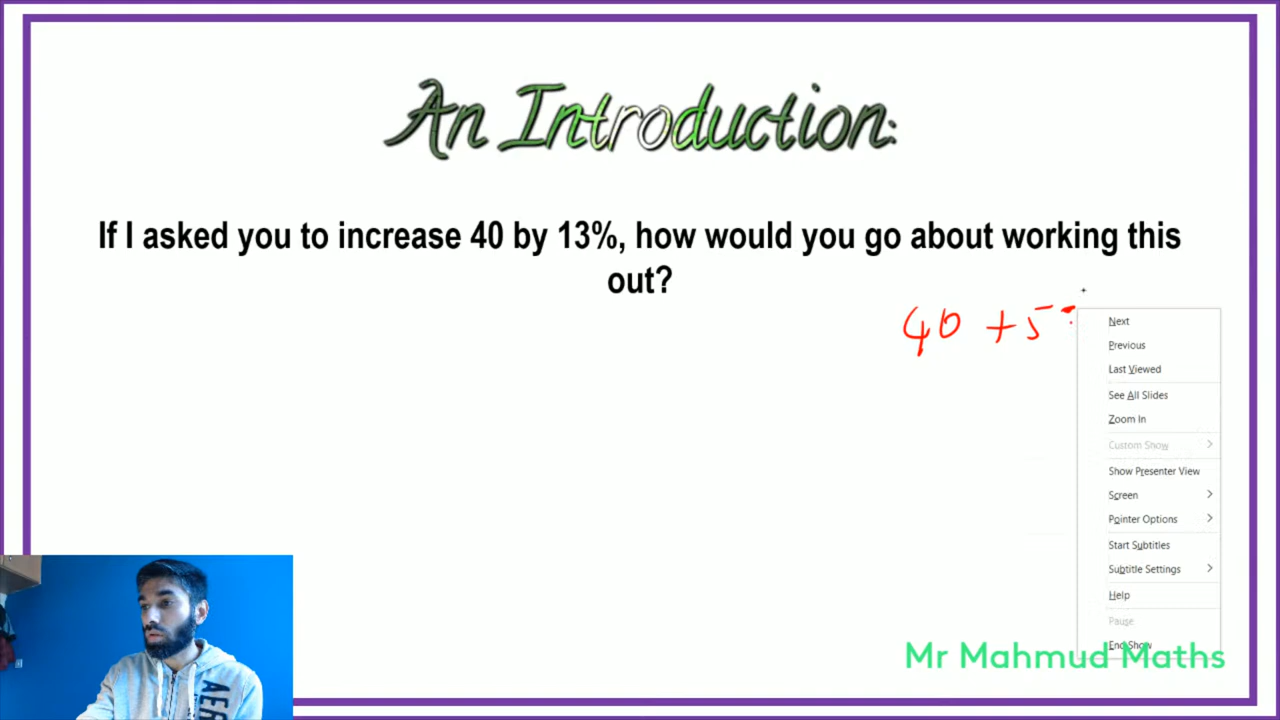 An Introduction:
If I asked you to increase 40 by 13%, how would you go about working this
out?
40 + 5
Next
Previous
Last Viewed
See All Slides
Zoom In
Custom Show
Show Presenter View
Screen
Pointer Options
Start Subtitles
Subtitle Settings
Help
Pause
End Show
Mr Mahmud Maths
AER